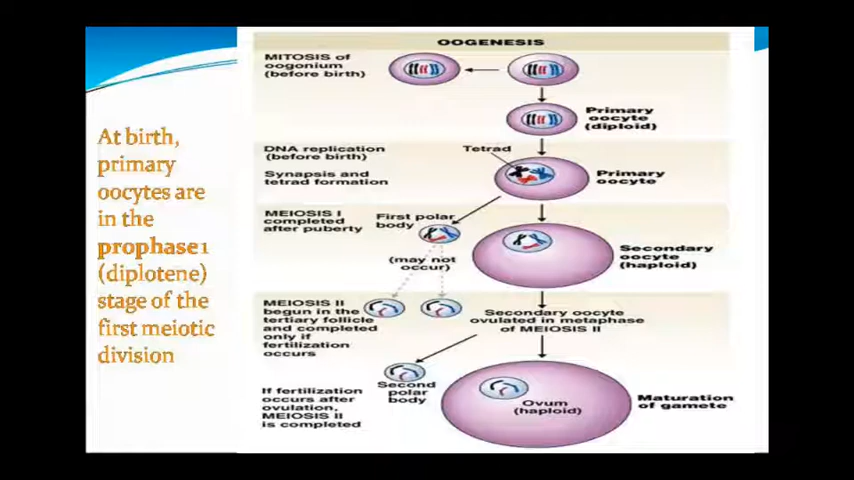 At birth,
primary
oocytes are
in the
prophase1
(diplotene)
stage of the
first meiotic
division
OOGENESIS
MITOSIS of
oogonium
(before birth)
Primary
oocyte
(diploid)
DNA replication
(before birth)
Synapsis and
tetrad formation
Tetrad
Primary
oocyte
MEIOSIS I
completed
after puberty
First polar
body
(may not
occur)
Secondary
oocyte
(haploid)
MEIOSIS II
begun in the
tertiary follicle
and completed
only if
fertilization
occurs
Secondary oocyte
ovulated in metaphase
of MEIOSIS II
If fertilization
occurs after
ovulation,
MEIOSIS II
is completed
Second
polar
body
Ovum
(haploid)
Maturation
of gamete